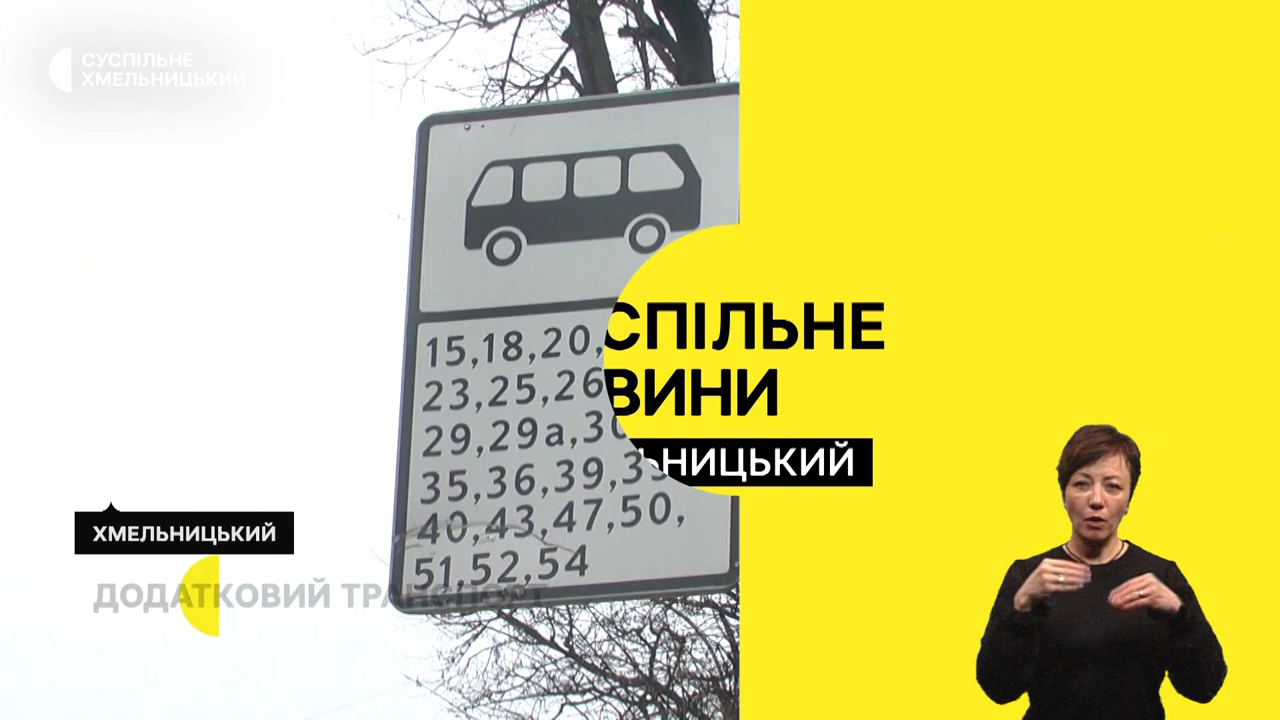 СУСПІЛЬНЕ
ХМЕЛЬНИЦЬКИЙ
15,18,20,
23,25,26
29,29а,30
35,36,39,
40,43,47,50,
51,52,54
СПІЛЬНЕ
ВИНИ
ЬНИЦЬКИЙ
ХМЕЛЬНИЦЬКИЙ
ДОДАТКОВИЙ ТРАНСПОРТ